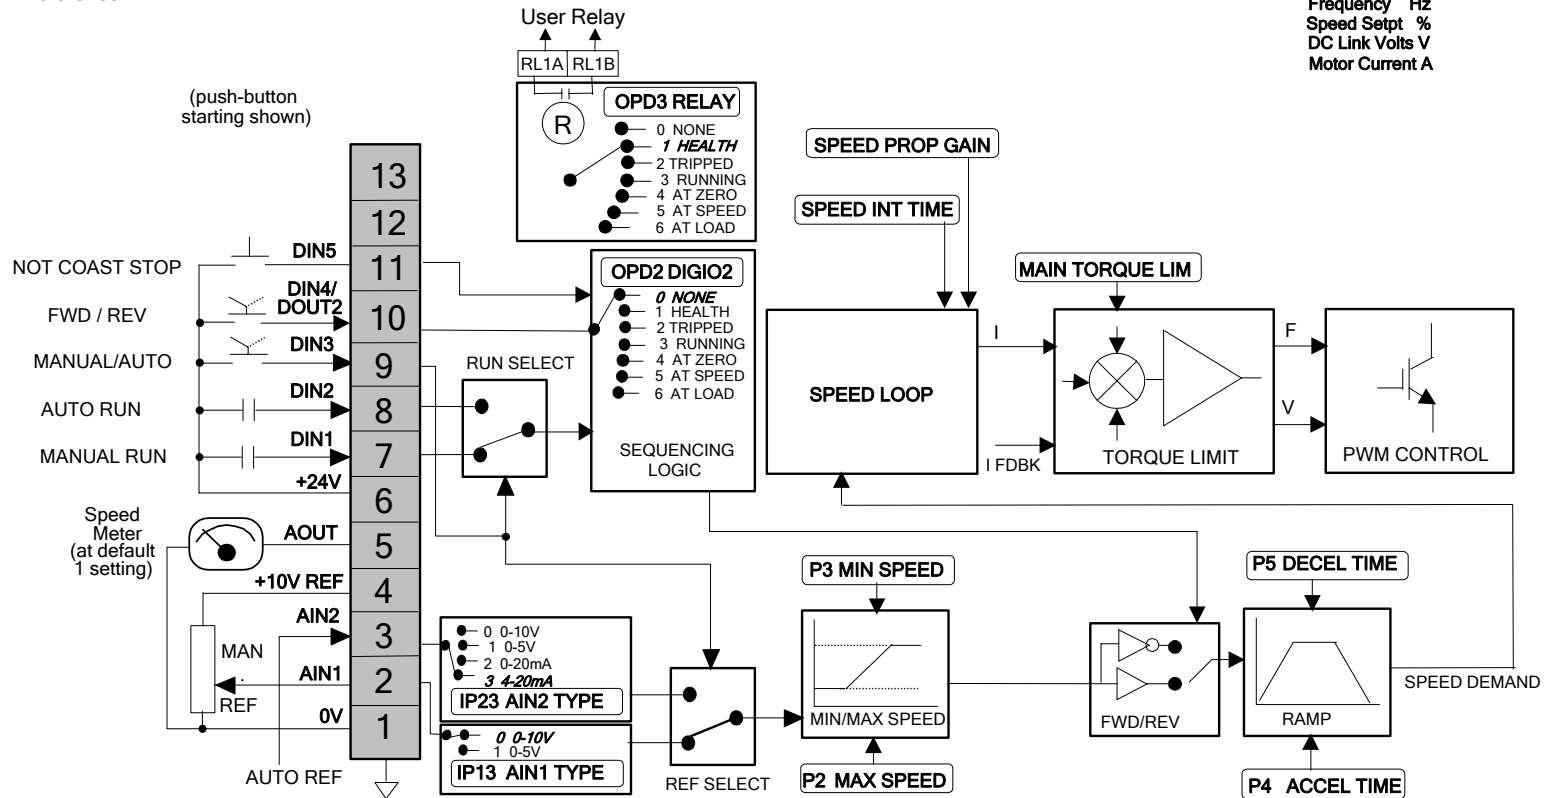 User Relay
RL1A RL1B
OPD3 RELAY
R
0 NONE
1 HEALTH
2 TRIPPED
3 RUNNING
4 AT ZERO
5 AT SPEED
6 AT LOAD
Frequency Hz
Speed Setpt %
DC Link Volts V
Motor Current A
(push-button
starting shown)
13
12
11
10
9
8
7
6
5
4
3
2
1
NOT COAST STOP
DIN5
FWD / REV
DIN4/
DOUT2
MANUAL/AUTO
DIN3
AUTO RUN
DIN2
MANUAL RUN
DIN1
+24V
Speed
Meter
(at default
1 setting)
AOUT
+10V REF
AIN2
MAN
REF
AIN1
0V
AUTO REF
RUN SELECT
OPD2 DIGIO2
0 NONE
1 HEALTH
2 TRIPPED
3 RUNNING
4 AT ZERO
5 AT SPEED
6 AT LOAD
SEQUENCING
LOGIC
SPEED PROP GAIN
SPEED INT TIME
SPEED LOOP
I
I FDBK
MAIN TORQUE LIM
TORQUE LIMIT
F
V
PWM CONTROL
0 0-10V
1 0-5V
2 0-20mA
3 4-20mA
IP23 AIN2 TYPE
0 0-10V
1 0-5V
IP13 AIN1 TYPE
REF SELECT
P3 MIN SPEED
MIN/MAX SPEED
P2 MAX SPEED
FWD/REV
P5 DECEL TIME
RAMP
P4 ACCEL TIME
SPEED DEMAND